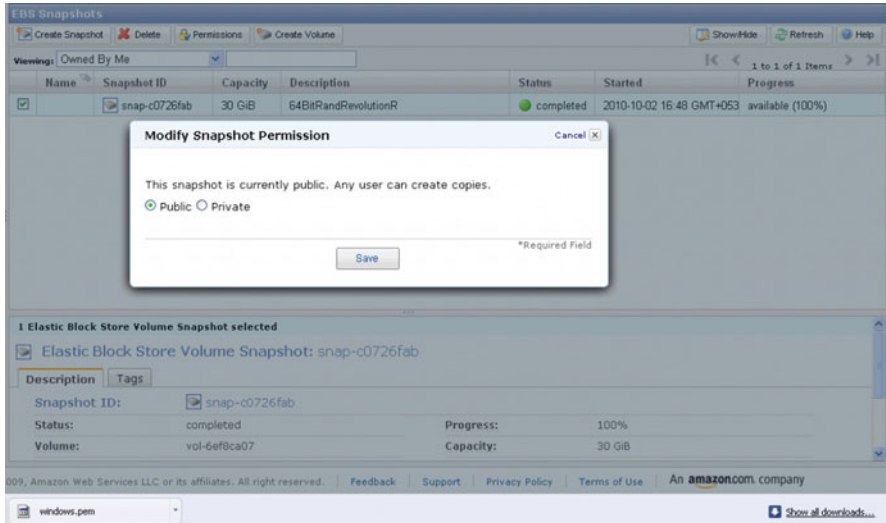 EBS Snapshots
Create Snapshot Delete Permissions Create Volume Show/Hide Refresh Help
Viewing: Owned By Me 1 to 1 of 1 Items
Name Snapshot ID Capacity Description Status Started Progress
snap-c0726fab 30 GiB 64BitRandRevolutionR completed 2010-10-02 16:48 GMT+053 available (100%)
Modify Snapshot Permission Cancel
This snapshot is currently public. Any user can create copies.
Public Private
*Required Field
Save
1 Elastic Block Store Volume Snapshot selected
Elastic Block Store Volume Snapshot: snap-c0726fab
Description Tags
Snapshot ID: snap-c0726fab
Status: completed Progress: 100%
Volume: vol-6ef8ca07 Capacity: 30 GiB
009, Amazon Web Services LLC or its affiliates. All right reserved. Feedback Support Privacy Policy Terms of Use An amazon.com. company
windows.pem Show all downloads...